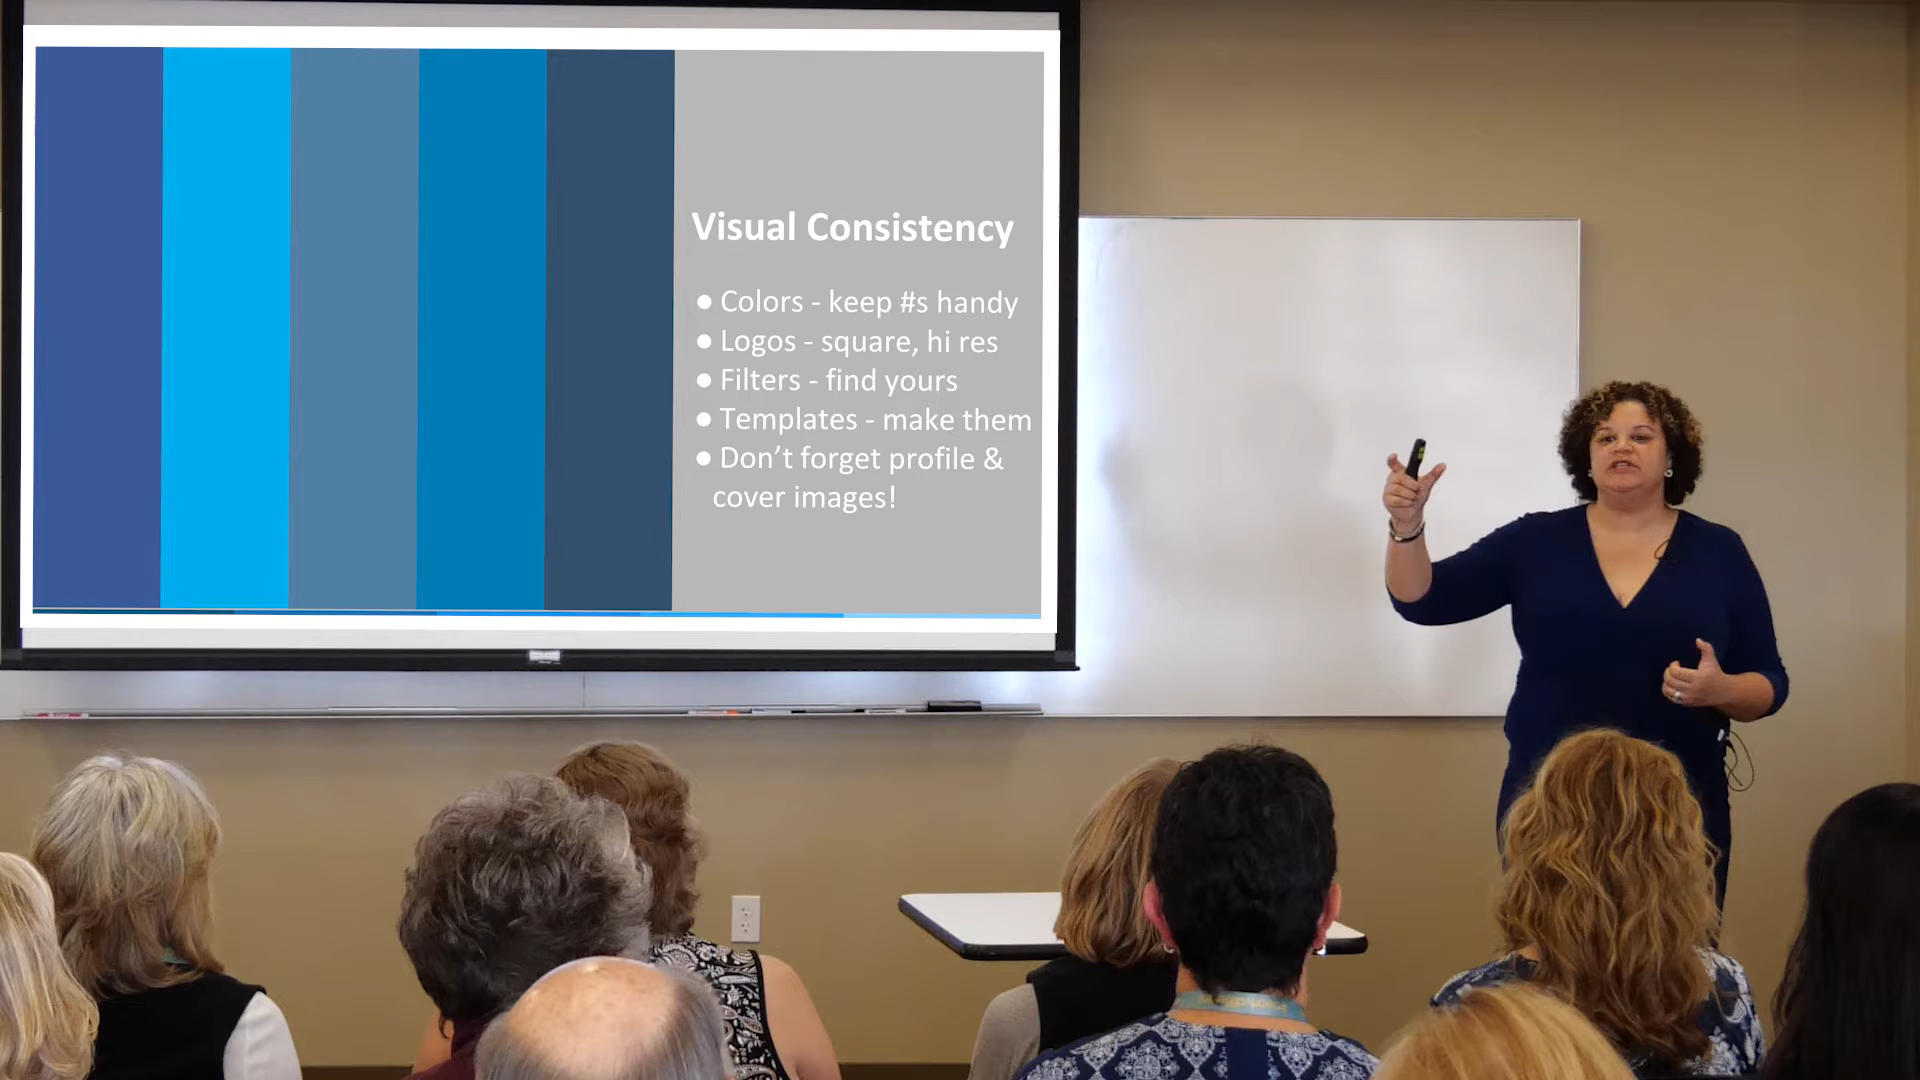 Visual Consistency
● Colors - keep #s handy
● Logos - square, hi res
● Filters - find yours
● Templates - make them
● Don’t forget profile &
cover images!